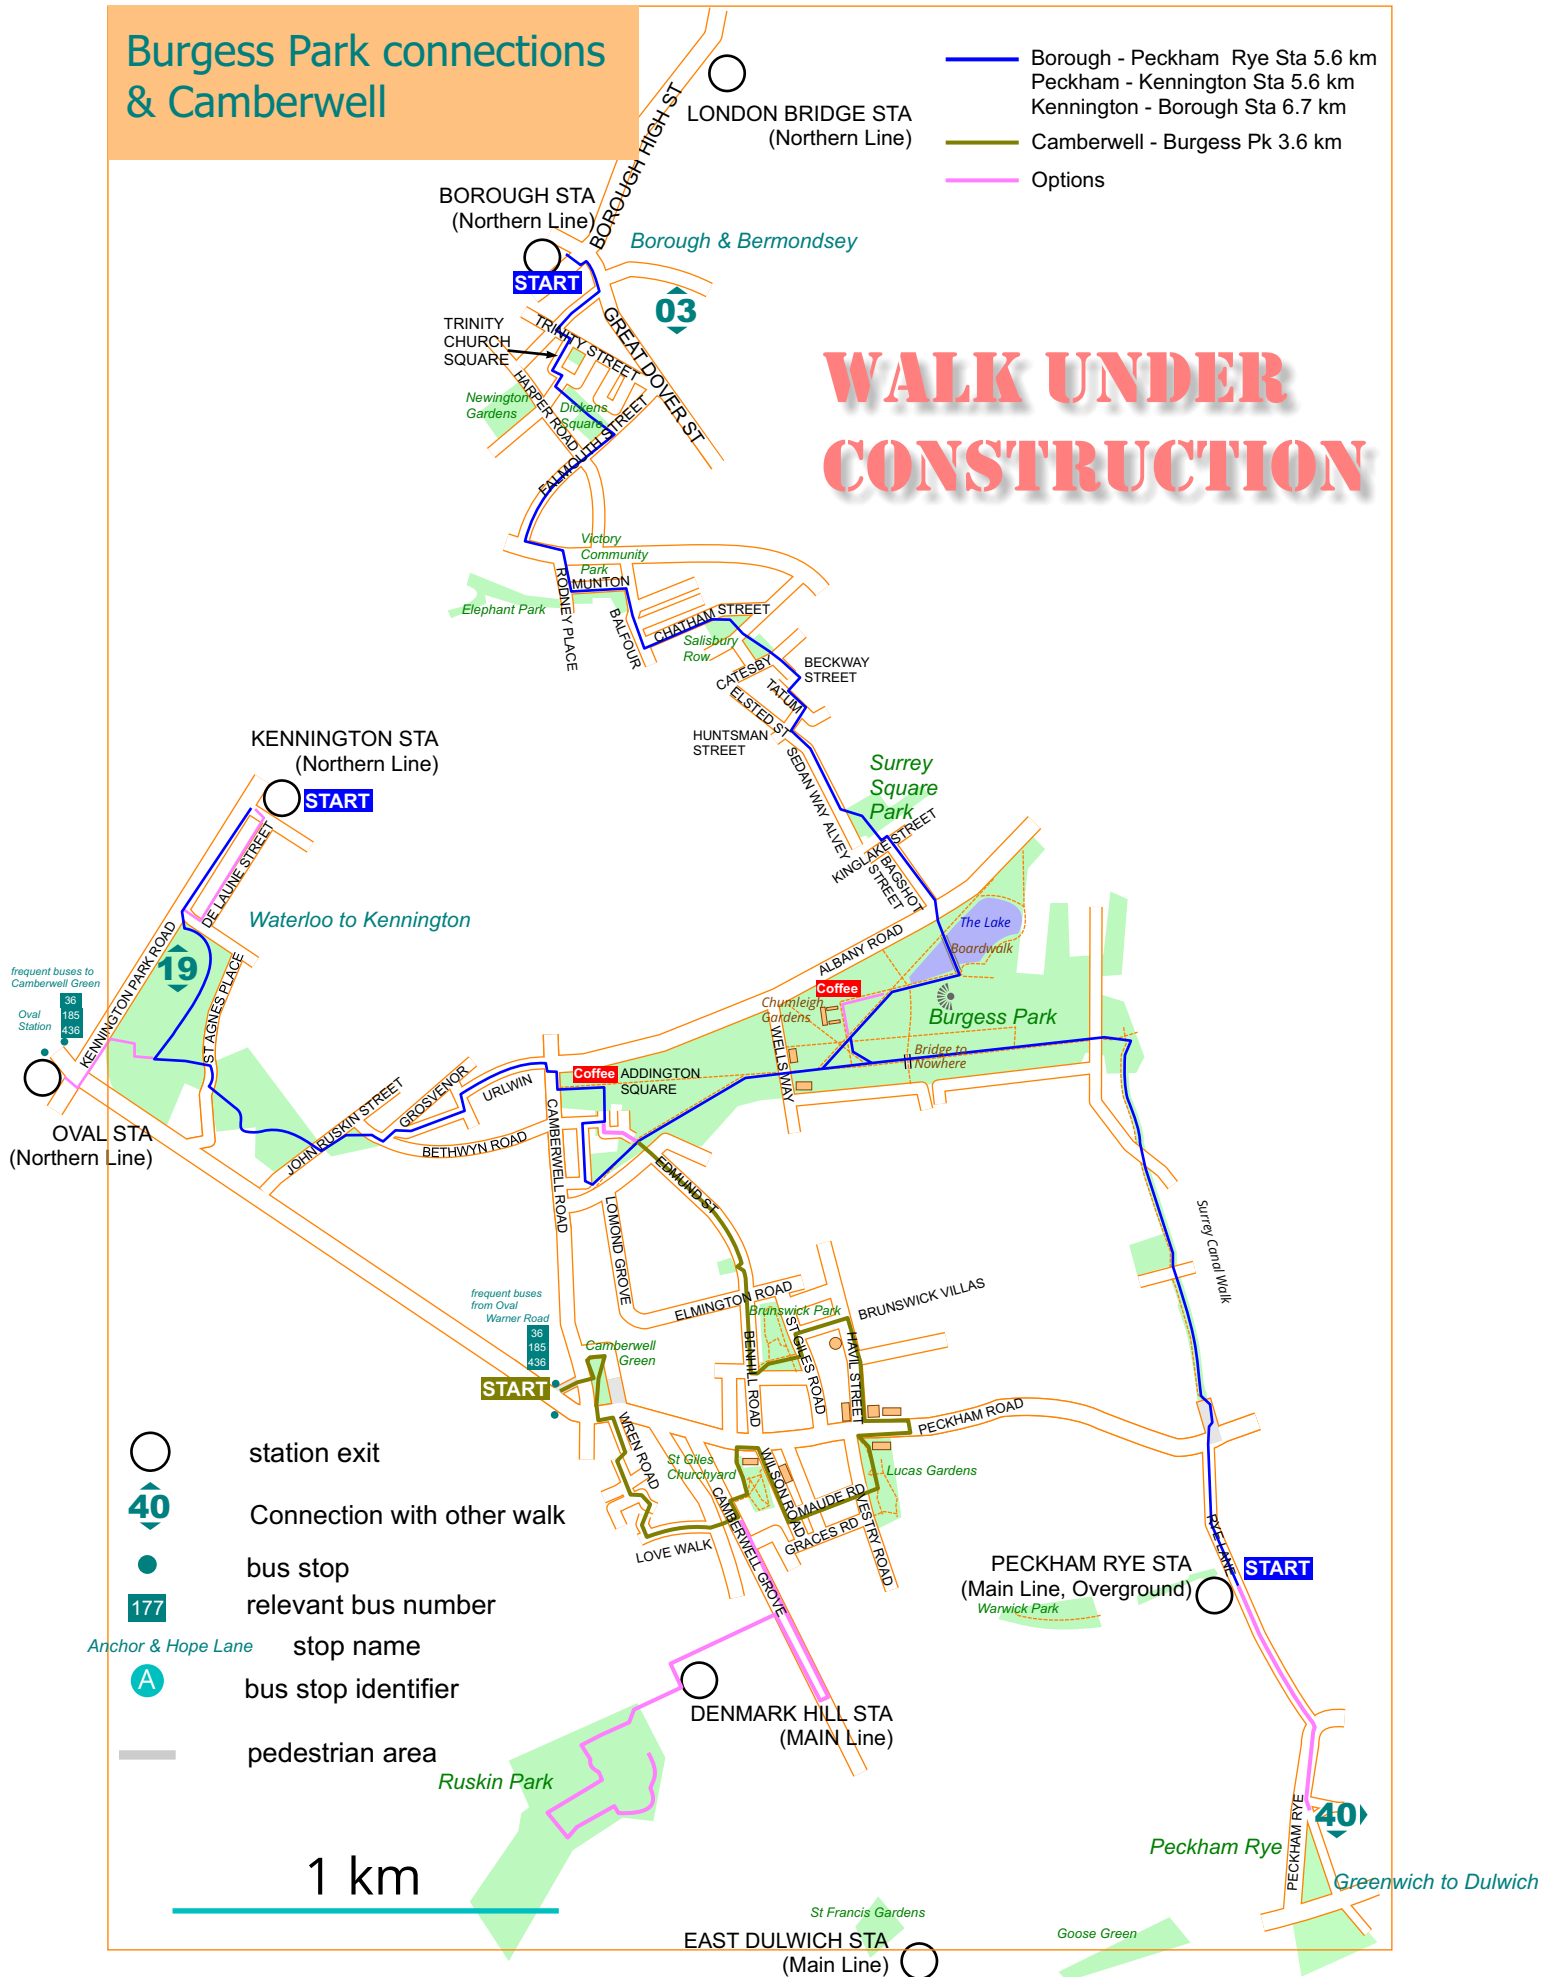 Burgess Park connections
& Camberwell
Borough - Peckham  Rye Sta 5.6 km
Peckham - Kennington Sta 5.6 km
Kennington - Borough Sta 6.7 km
Camberwell - Burgess Pk 3.6 km
Options
LONDON BRIDGE STA
(Northern Line)
BOROUGH HIGH ST
BOROUGH STA
(Northern Line)
START
Borough & Bermondsey
03
TRINITY
CHURCH
SQUARE
TRINITY STREET
GREAT DOVER ST
WALK UNDER
CONSTRUCTION
HARPER ROAD
Newington
Gardens
Dickens
Square
FALMOUTH STREET
Victory
Community
Park
MUNTON
RODNEY PLACE
Elephant Park
BALFOUR
CHATHAM STREET
Salisbury
Row
CATESBY
BECKWAY
STREET
TATUM
ELSTED ST
HUNTSMAN
STREET
SEDAN WAY ALVEY
STREET
Surrey
Square
Park
KINGLAKE STREET
BAGSHOT
KENNINGTON STA
(Northern Line)
START
DE LAUNE STREET
Waterloo to Kennington
KENNINGTON PARK ROAD
19
ST AGNES PLACE
frequent buses to
Camberwell Green
36
185
436
Oval
Station
OVAL STA
(Northern Line)
ALBANY ROAD
The Lake
Boardwalk
Coffee
Chumleigh
Gardens
Burgess Park
WELLS WAY
Bridge to
Nowhere
Coffee
ADDINGTON
SQUARE
JOHN RUSKIN STREET
GROSVENOR
URLWIN
BETHWYN ROAD
CAMBERWELL ROAD
EDMUND ST
LOMOND GROVE
Surrey Canal Walk
ELMINGTON ROAD
Brunswick Park
BRUNSWICK VILLAS
ST GILES ROAD
HAVIL STREET
BENHILL ROAD
frequent buses
from Oval
Warner Road
36
185
436
Camberwell
Green
START
WREN ROAD
PECKHAM ROAD
St Giles
Churchyard
WILSON ROAD
Lucas Gardens
MAUDE RD
GRACES RD
VESTRY ROAD
LOVE WALK
CAMBERWELL GROVE
RYE LANE
PECKHAM RYE STA
(Main Line, Overground)
START
Warwick Park
station exit
40
Connection with other walk
bus stop
177
relevant bus number
Anchor & Hope Lane
stop name
A
bus stop identifier
pedestrian area
DENMARK HILL STA
(MAIN Line)
Ruskin Park
1 km
PECKHAM RYE
40
Peckham Rye
Greenwich to Dulwich
St Francis Gardens
Goose Green
EAST DULWICH STA
(Main Line)